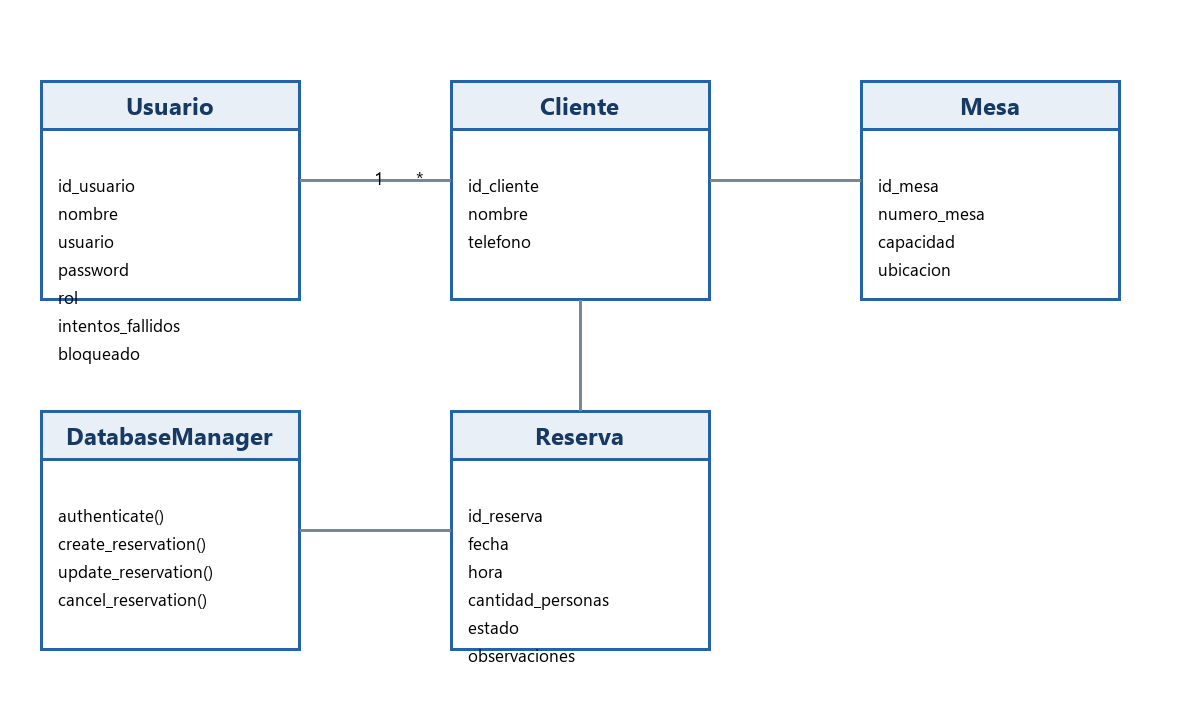 Usuario
id_usuario
nombre
usuario
password
rol
intentos_fallidos
bloqueado
1 *
Cliente
id_cliente
nombre
telefono
Mesa
id_mesa
numero_mesa
capacidad
ubicacion
DatabaseManager
authenticate()
create_reservation()
update_reservation()
cancel_reservation()
Reserva
id_reserva
fecha
hora
cantidad_personas
estado
observaciones